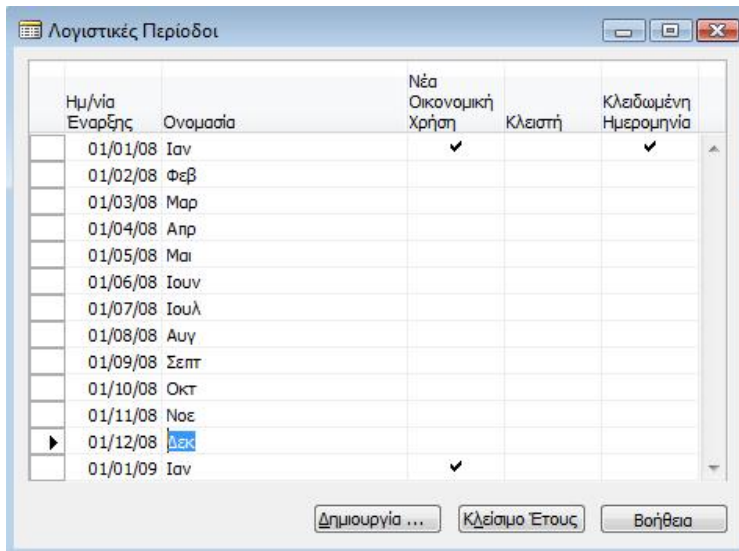 Λογιστικές Περίοδοι
Ημ/νία Έναρξης Ονομασία Νέα Οικονομική Χρήση Κλειστή Κλειδωμένη Ημερομηνία
01/01/08 Ιαν
01/02/08 Φεβ
01/03/08 Μαρ
01/04/08 Απρ
01/05/08 Μαι
01/06/08 Ιουν
01/07/08 Ιουλ
01/08/08 Αυγ
01/09/08 Σεπτ
01/10/08 Οκτ
01/11/08 Νοε
01/12/08 Δεκ
01/01/09 Ιαν
Δημιουργία ... Κλείσιμο Έτους Βοήθεια